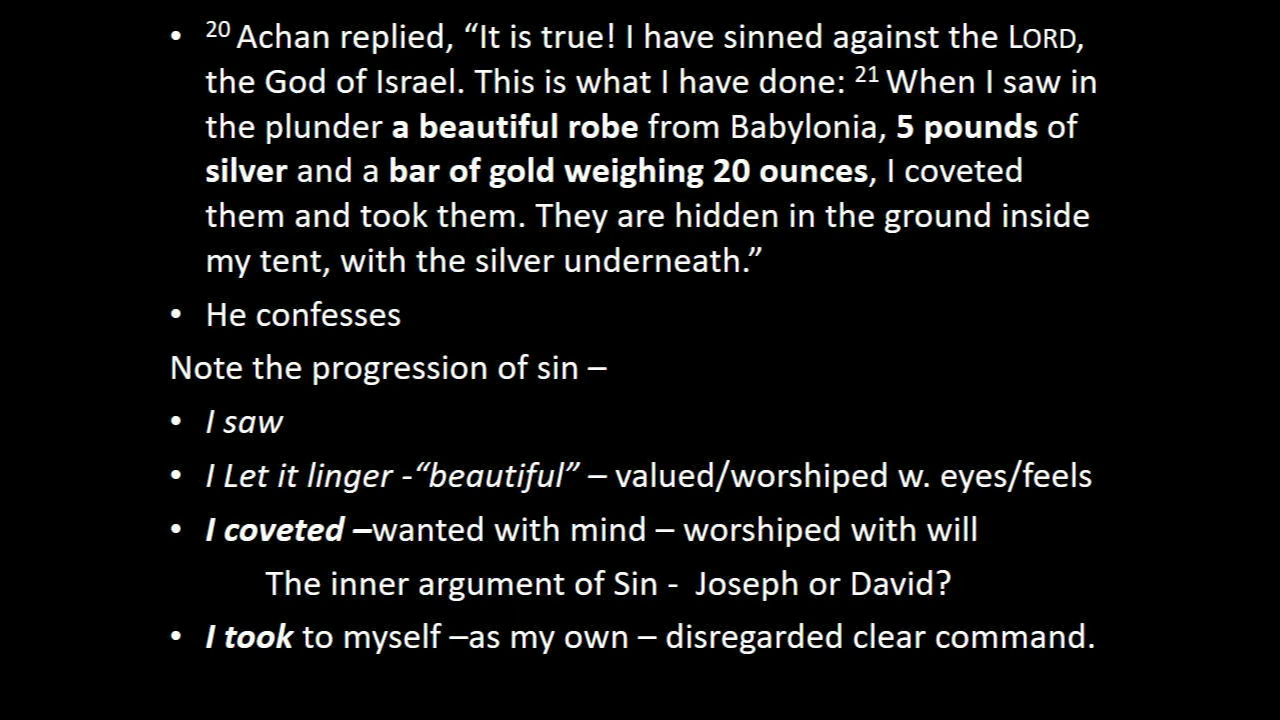 • 20 Achan replied, “It is true! I have sinned against the LORD,
the God of Israel. This is what I have done: 21 When I saw in
the plunder a beautiful robe from Babylonia, 5 pounds of
silver and a bar of gold weighing 20 ounces, I coveted
them and took them. They are hidden in the ground inside
my tent, with the silver underneath.”
• He confesses
Note the progression of sin –
• I saw
• I Let it linger -“beautiful” – valued/worshiped w. eyes/feels
• I coveted –wanted with mind – worshiped with will
The inner argument of Sin - Joseph or David?
• I took to myself –as my own – disregarded clear command.